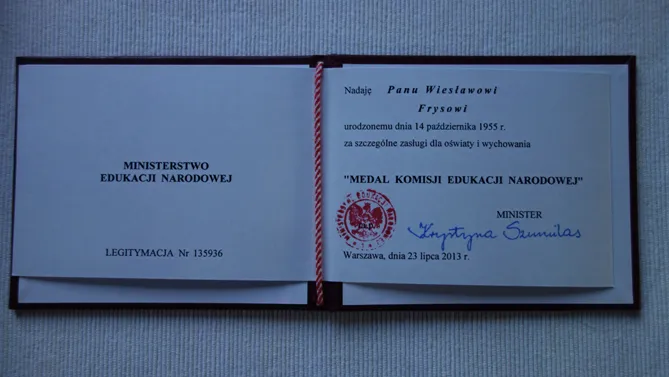 MINISTERSTWO
EDUKACJI NARODOWEJ
LEGITYMACJA Nr 135936
Nadaję Panu Wiesławowi
Frysowi
urodzonemu dnia 14 października 1955 r.
za szczególne zasługi dla oświaty i wychowania
"MEDAL KOMISJI EDUKACJI NARODOWEJ"
MINISTER
Krystyna Szumilas
Warszawa, dnia 23 lipca 2013 r.